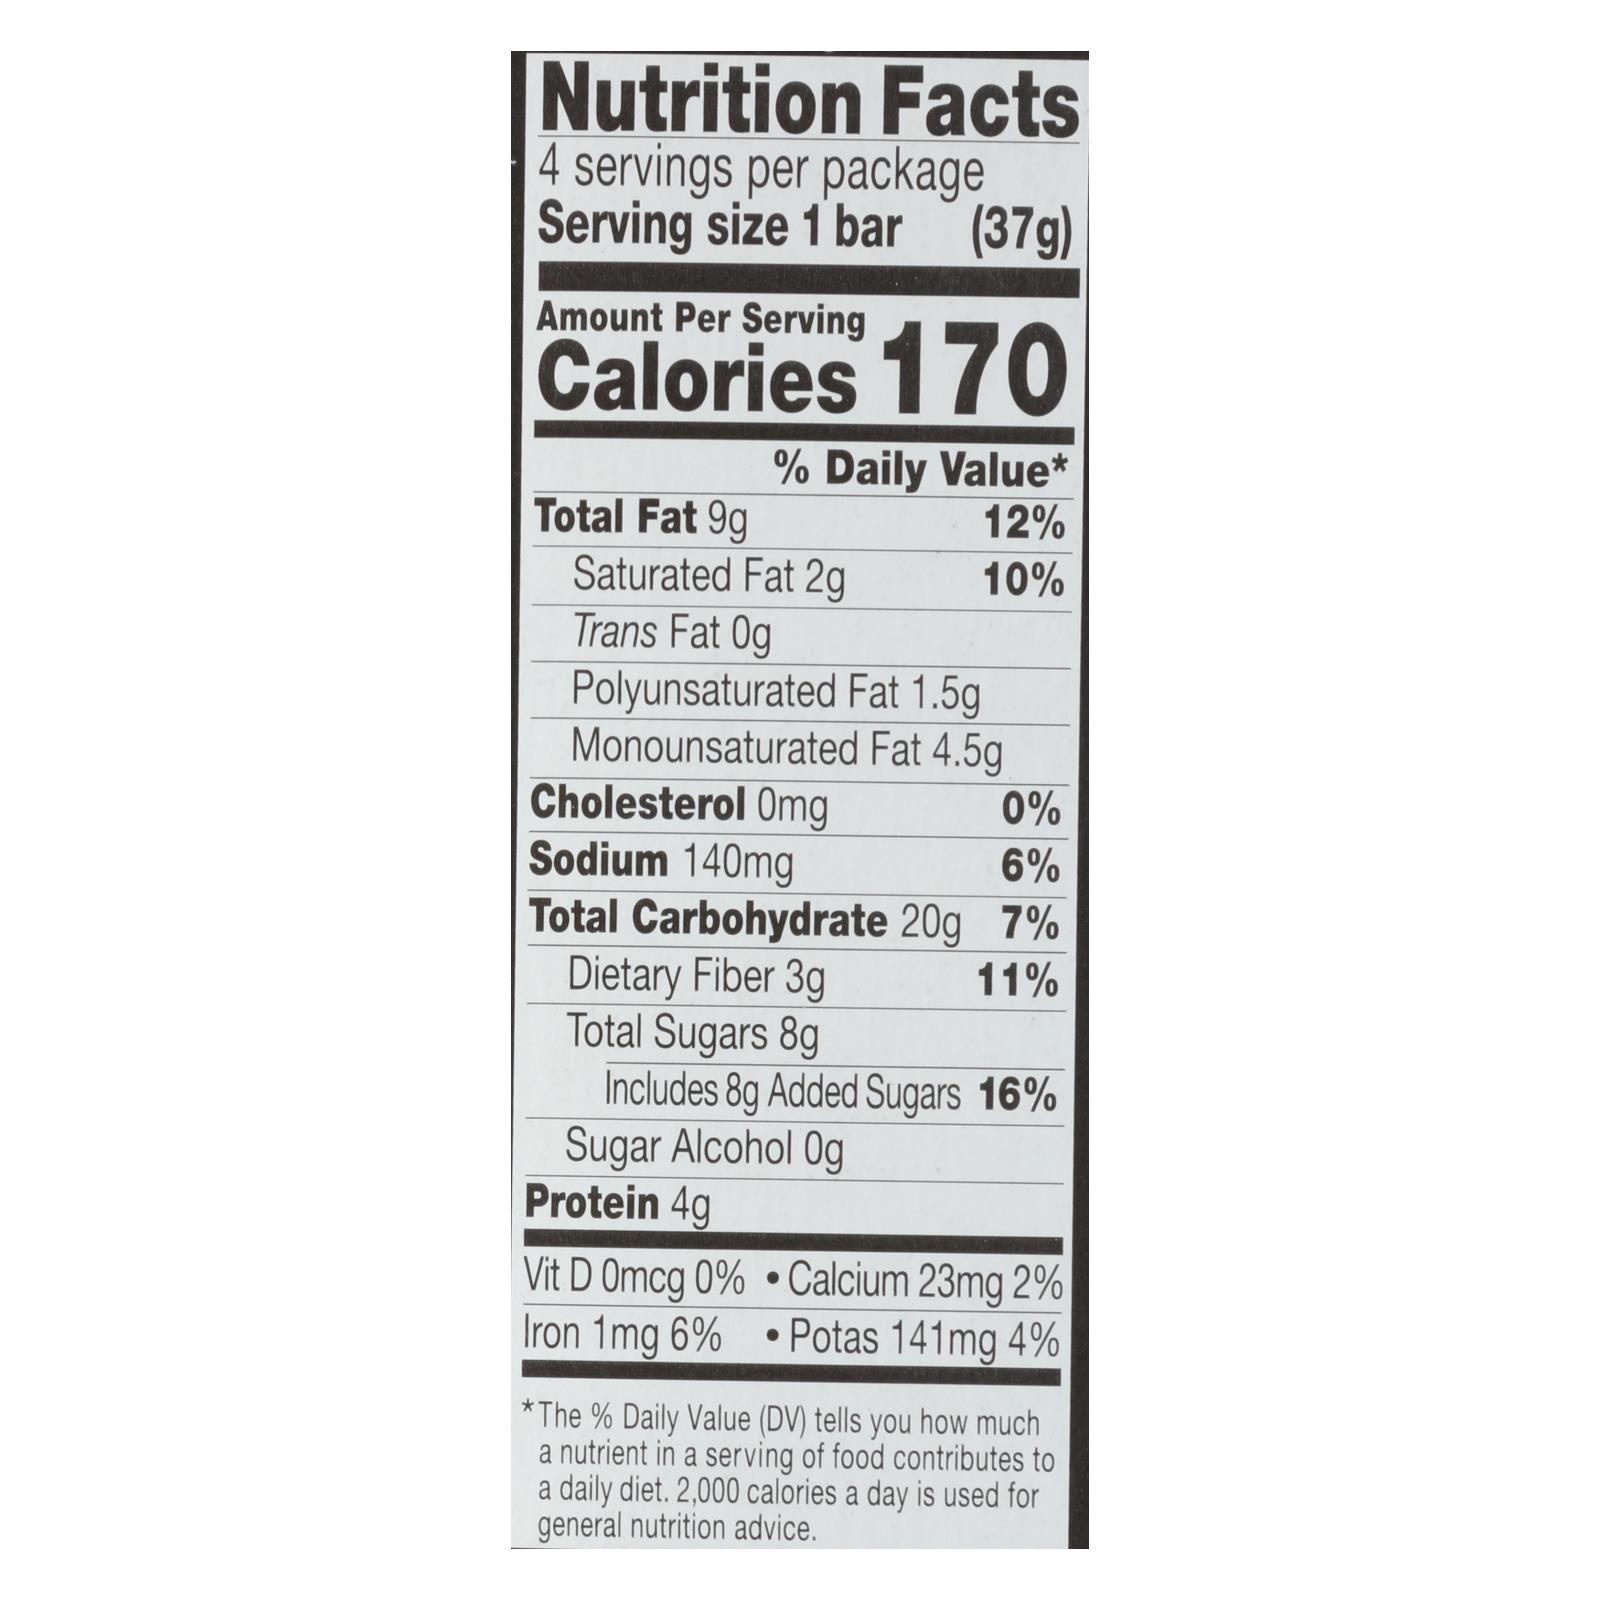 Nutrition Facts
4 servings per package
Serving size 1 bar (37g)
Amount Per Serving
Calories 170
% Daily Value*
Total Fat 9g 12%
Saturated Fat 2g 10%
Trans Fat 0g
Polyunsaturated Fat 1.5g
Monounsaturated Fat 4.5g
Cholesterol 0mg 0%
Sodium 140mg 6%
Total Carbohydrate 20g 7%
Dietary Fiber 3g 11%
Total Sugars 8g
Includes 8g Added Sugars 16%
Sugar Alcohol 0g
Protein 4g
Vit D 0mcg 0% • Calcium 23mg 2%
Iron 1mg 6% • Potas 141mg 4%
*The % Daily Value (DV) tells you how much
a nutrient in a serving of food contributes to
a daily diet. 2,000 calories a day is used for
general nutrition advice.